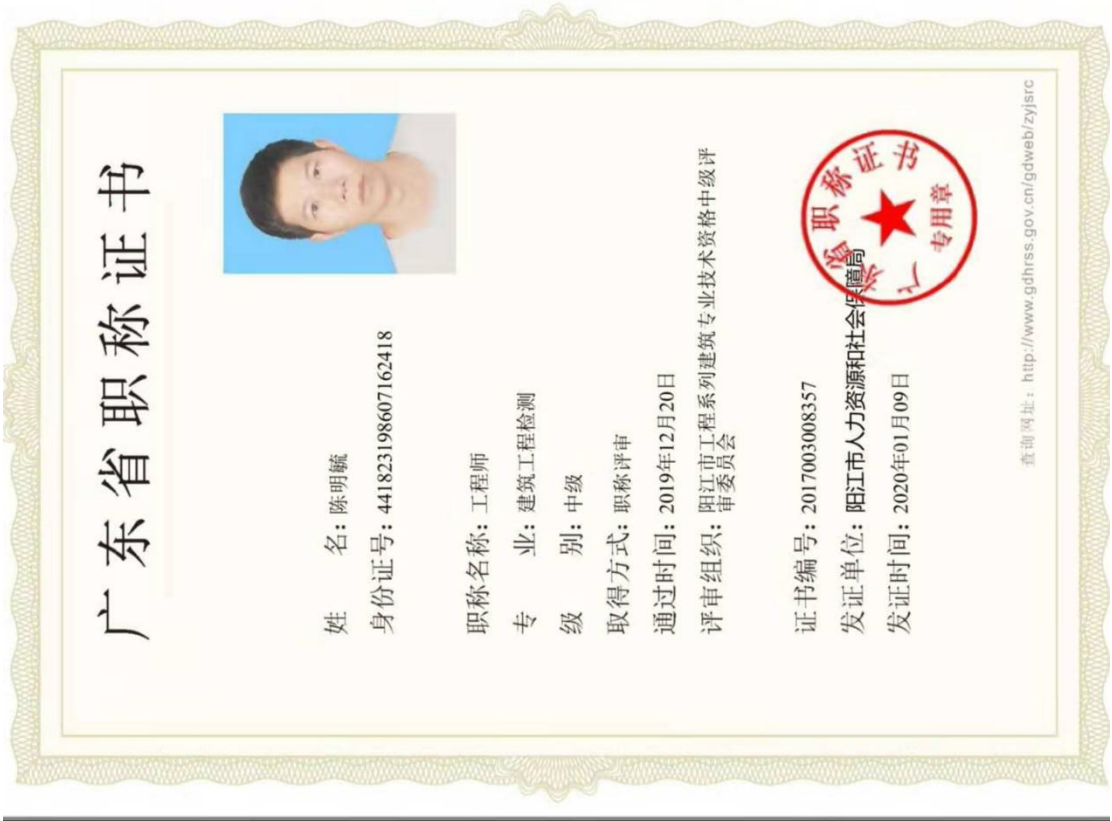 广东省职称证书
姓 名：陈明毓
身份证号：441823198607162418
职称名称：工程师
专 业：建筑工程检测
级 别：中级
取得方式：职称评审
通过时间：2019年12月20日
评审组织：阳江市工程系列建筑专业技术资格中级评
审委员会
证书编号：2017003008357
发证单位：阳江市人力资源和社会保障局
发证时间：2020年01月09日
广东省职称证书
专用章
查询网址：http://www.gdhrss.gov.cn/gdweb/zyjsrc